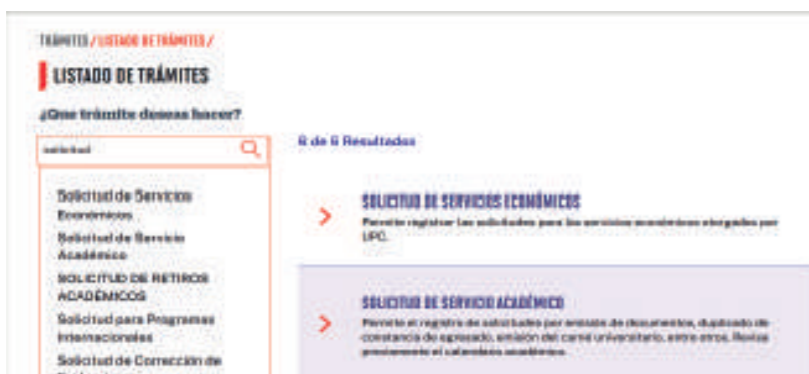 TRÁMITES / LISTADO DE TRÁMITES /
LISTADO DE TRÁMITES
¿Que trámite deseas hacer?
solicitud
6 de 6 Resultados
Solicitud de Servicios
Económicos
Solicitud de Servicio
Académico
SOLICITUD DE RETIROS
ACADÉMICOS
Solicitud para Programas
Internacionales
Solicitud de Corrección de
SOLICITUD DE SERVICIOS ECONÓMICOS
Permite registrar las solicitudes para los servicios económicos otorgados por
UPC.
SOLICITUD DE SERVICIO ACADÉMICO
Permite el registro de solicitudes por emisión de documentos, duplicado de
constancia de egresado, emisión del carné universitario, entre otros. Revisa
previamente el calendario académico.